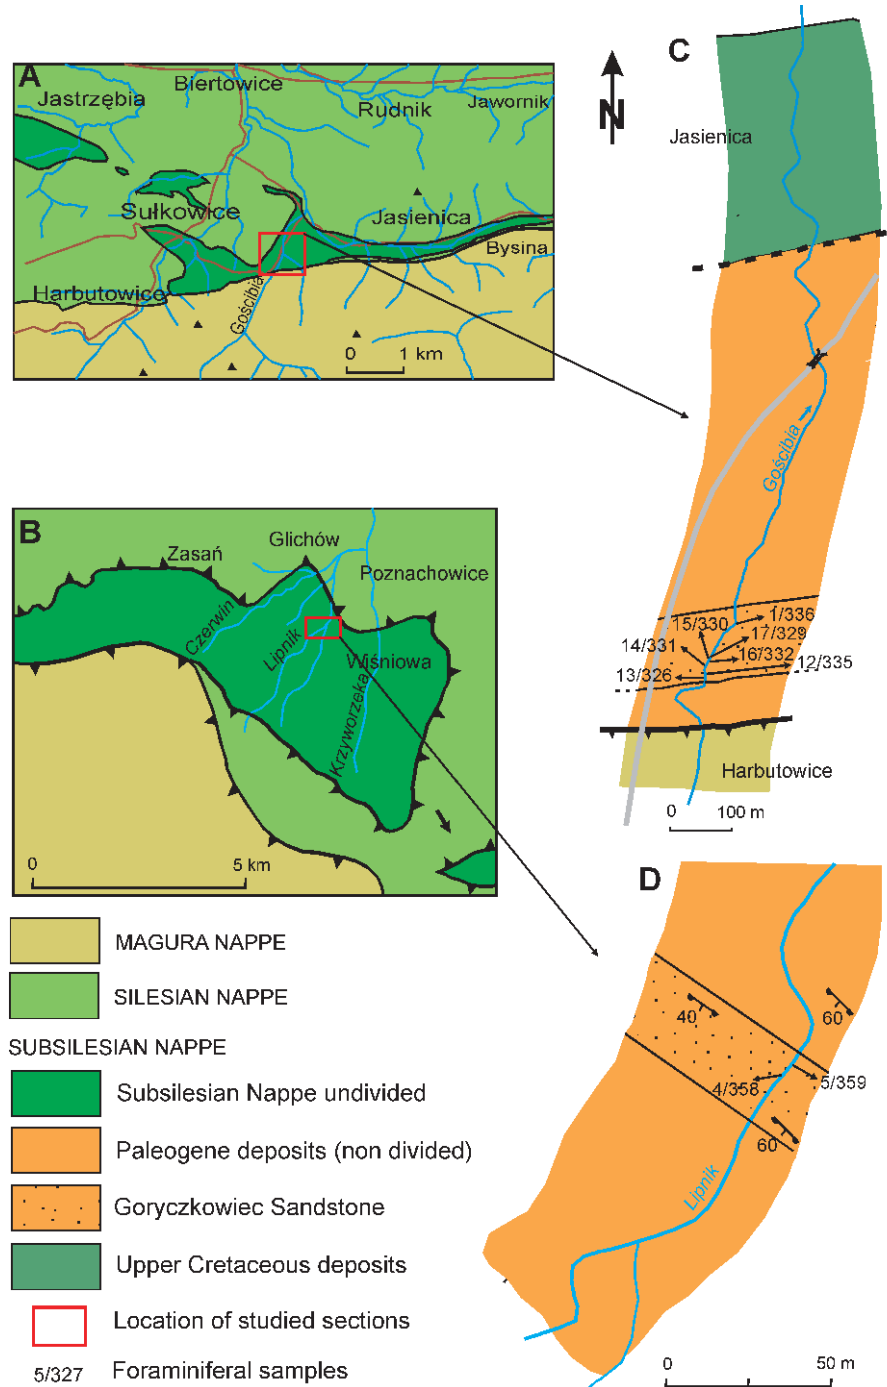 A
Biertowice
Jastrzębia
Rudnik
Jawornik
Sułkowice
Jasienica
Bysina
Harbutowice
Gościbia
0 1 km
N
C
Jasienica
Gościbia
1/336
15/330
17/329
14/331
16/332
12/335
13/326
Harbutowice
0 100 m
B
Glichów
Zasań
Poznachowice
Czerwin
Lipnik
Wiśniowa
Krzyworzeka
0 5 km
D
40
60
4/358
5/359
60
Lipnik
0 50 m
MAGURA NAPPE
SILESIAN NAPPE
SUBSILESIAN NAPPE
Subsilesian Nappe undivided
Paleogene deposits (non divided)
Goryczkowiec Sandstone
Upper Cretaceous deposits
Location of studied sections
5/327 Foraminiferal samples